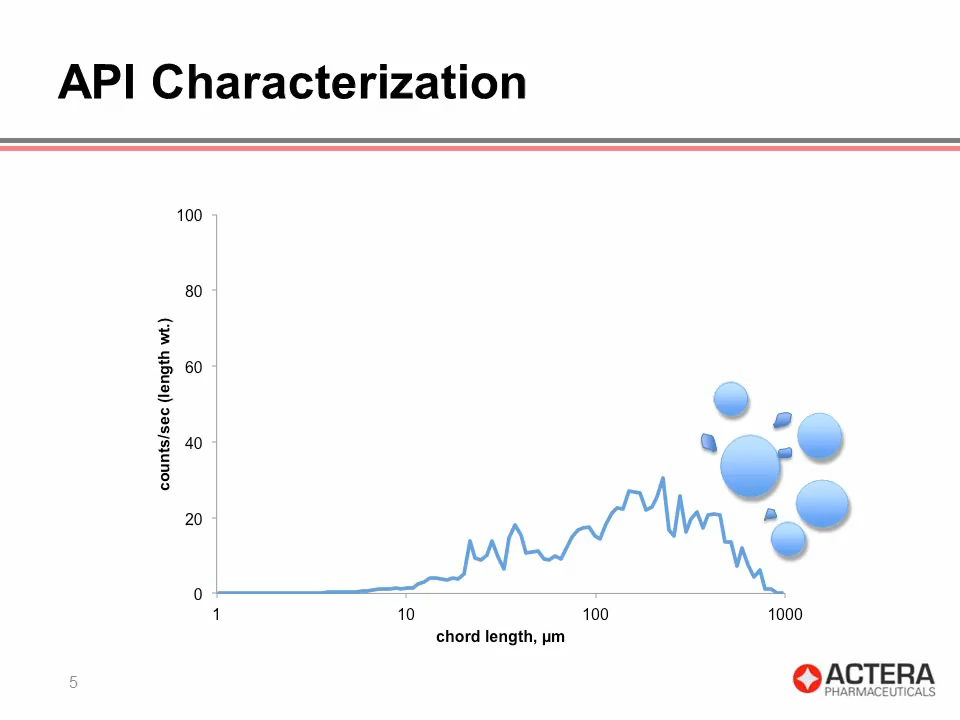 API Characterization
100
80
60
40
20
0
counts/sec (length wt.)
1
10
100
1000
chord length, µm
5
ACTERA
PHARMACEUTICALS